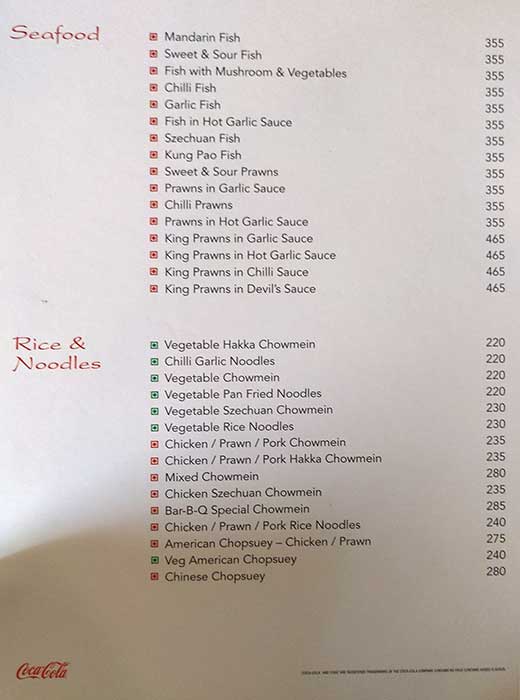 Seafood
Mandarin Fish 355
Sweet & Sour Fish 355
Fish with Mushroom & Vegetables 355
Chilli Fish 355
Garlic Fish 355
Fish in Hot Garlic Sauce 355
Szechuan Fish 355
Kung Pao Fish 355
Sweet & Sour Prawns 355
Prawns in Garlic Sauce 355
Chilli Prawns 355
Prawns in Hot Garlic Sauce 355
King Prawns in Garlic Sauce 465
King Prawns in Hot Garlic Sauce 465
King Prawns in Chilli Sauce 465
King Prawns in Devil's Sauce 465
Rice &
Noodles
Vegetable Hakka Chowmein 220
Chilli Garlic Noodles 220
Vegetable Chowmein 220
Vegetable Pan Fried Noodles 220
Vegetable Szechuan Chowmein 230
Vegetable Rice Noodles 230
Chicken / Prawn / Pork Chowmein 235
Chicken / Prawn / Pork Hakka Chowmein 235
Mixed Chowmein 280
Chicken Szechuan Chowmein 235
Bar-B-Q Special Chowmein 285
Chicken / Prawn / Pork Rice Noodles 240
American Chopsuey – Chicken / Prawn 275
Veg American Chopsuey 240
Chinese Chopsuey 280
Coca-Cola